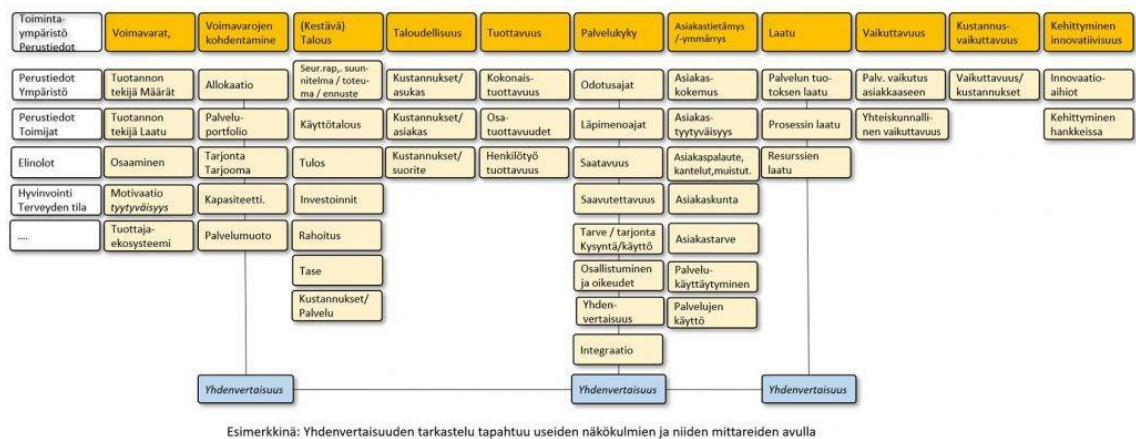 Toiminta-
ympäristö
Perustiedot
Voimavarat,
Voimavarojen
kohdentamine
(Kestävä)
Talous
Taloudellisuus
Tuottavuus
Palvelukyky
Asiakastietämys
/-ymmärrys
Laatu
Vaikuttavuus
Kustannus-
vaikuttavuus
Kehittyminen
innovatiivisuus
Perustiedot
Ympäristö
Tuotannon
tekijä Määrät
Allokaatio
Seur.rap,. suun-
nitelma / toteu-
ma / ennuste
Kustannukset/
asukas
Kokonais-
tuottavuus
Odotusajat
Asiakas-
kokemus
Palvelun tuo-
toksen laatu
Palv. vaikutus
asiakkaaseen
Vaikuttavuus/
kustannukset
Innovaatio-
aihiot
Perustiedot
Toimijat
Tuotannon
tekijä Laatu
Palvelu-
portfolio
Käyttötalous
Kustannukset/
asiakas
Osa-
tuottavuudet
Läpimenoajat
Asiakas-
tyytyväisyys
Prosessin laatu
Yhteiskunnalli
nen vaikuttavuus
Kehittyminen
hankkeissa
Elinolot
Osaaminen
Tarjonta
Tarjooma
Tulos
Kustannukset/
suorite
Henkilötyö
tuottavuus
Saatavuus
Asiakaspalaute,
kantelut,muistut.
Resurssien
laatu
Hyvinvointi
Terveyden tila
Motivaatio
tyytyväisyys
Kapasiteetti.
Investoinnit
Saavutettavuus
Asiakaskunta
....
Tuottaja-
ekosysteemi
Palvelumuoto
Rahoitus
Tarve / tarjonta
Kysyntä/käyttö
Asiakastarve
Tase
Osallistuminen
ja oikeudet
Palvelu-
käyttäytyminen
Kustannukset/
Palvelu
Yhden-
vertaisuus
Palvelujen
käyttö
Integraatio
Yhdenvertaisuus
Yhdenvertaisuus
Yhdenvertaisuus
Esimerkkinä: Yhdenvertaisuuden tarkastelu tapahtuu useiden näkökulmien ja niiden mittareiden avulla